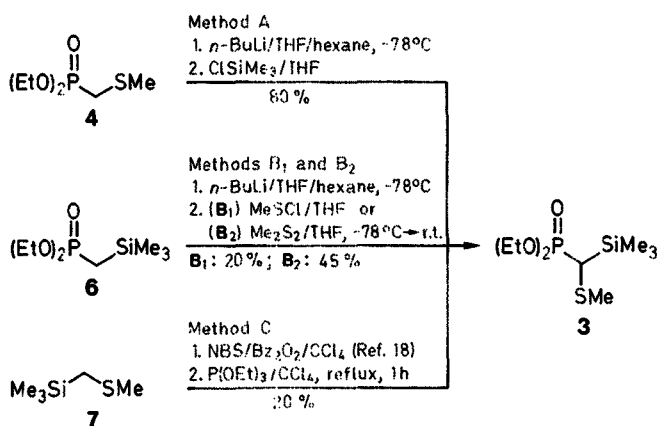 Method A
1. n-BuLi/THF/hexane, -78°C
2. ClSiMe3/THF
80 %
O
(EtO)2P SMe
4
Methods B1 and B2
1. n-BuLi/THF/hexane, -78°C
2. (B1) MeSCl/THF or
(B2) Me2S2/THF, -78°C→r.t.
B1: 20 %; B2: 45 %
O
(EtO)2P SiMe3
6
O
(EtO)2P SiMe3
SMe
3
Method C
1. NBS/Bz2O2/CCl4 (Ref. 18)
2. P(OEt)3/CCl4, reflux, 1h
20 %
Me3Si SMe
7